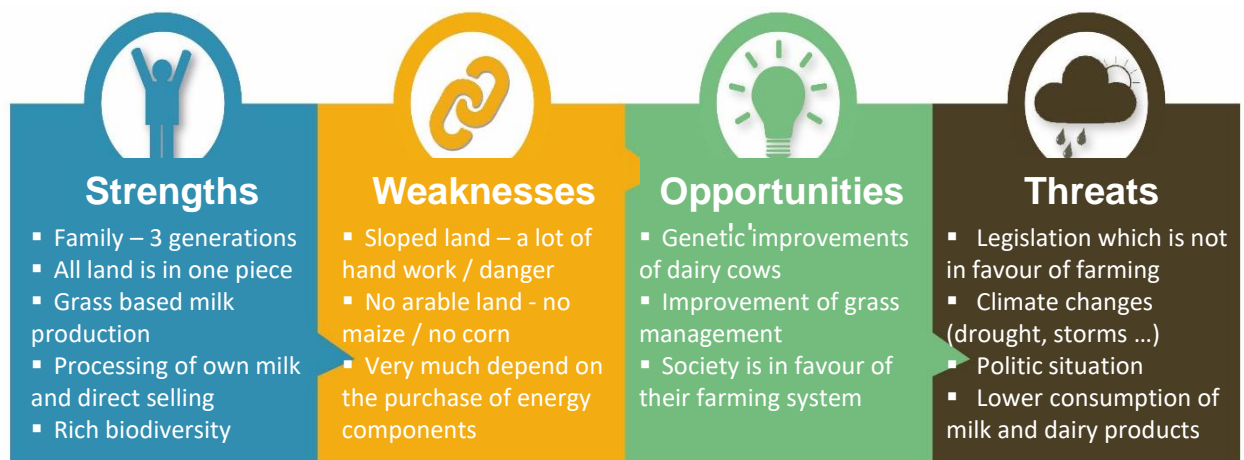 Strengths
▪ Family – 3 generations
▪ All land is in one piece
▪ Grass based milk
production
▪ Processing of own milk
and direct selling
▪ Rich biodiversity
Weaknesses
▪ Sloped land – a lot of
hand work / danger
▪ No arable land - no
maize / no corn
▪ Very much depend on
the purchase of energy
components
Opportunities
▪ Genetic improvements
of dairy cows
▪ Improvement of grass
management
▪ Society is in favour of
their farming system
Threats
▪ Legislation which is not
in favour of farming
▪ Climate changes
(drought, storms ...)
▪ Politic situation
▪ Lower consumption of
milk and dairy products